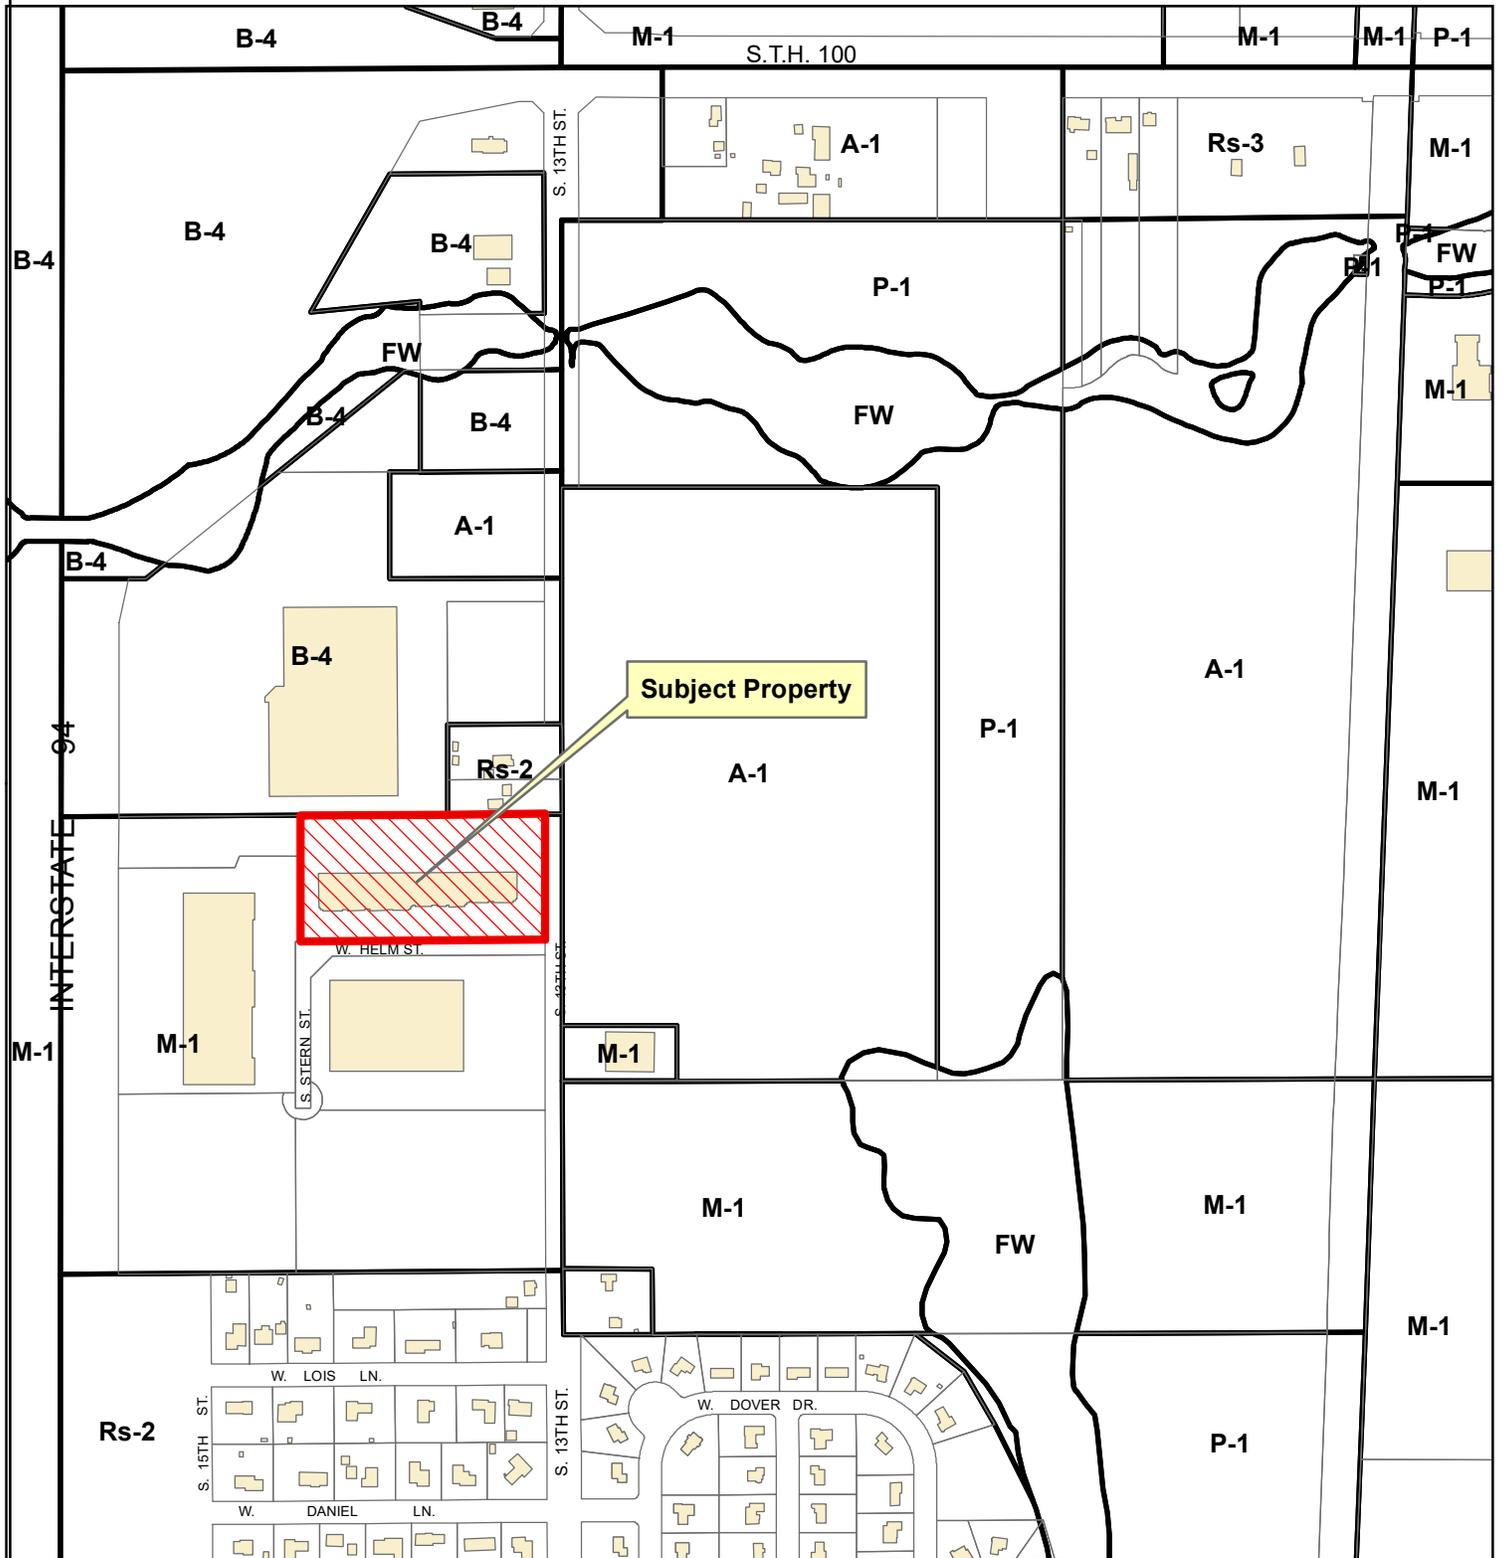 B-4
B-4
M-1
M-1
M-1
P-1
S.T.H. 100
S. 13TH ST.
A-1
Rs-3
M-1
B-4
B-4
B-4
P-1
P-1
FW
P-1
P-1
FW
B-4
B-4
FW
M-1
A-1
B-4
B-4
Subject Property
A-1
INTERSTATE 94
Rs-2
A-1
P-1
M-1
W. HELM ST.
S. 13TH ST.
S. STERN ST.
M-1
M-1
M-1
M-1
M-1
FW
M-1
W. LOIS LN.
S. 15TH ST.
Rs-2
S. 13TH ST.
W. DOVER DR.
P-1
W. DANIEL LN.